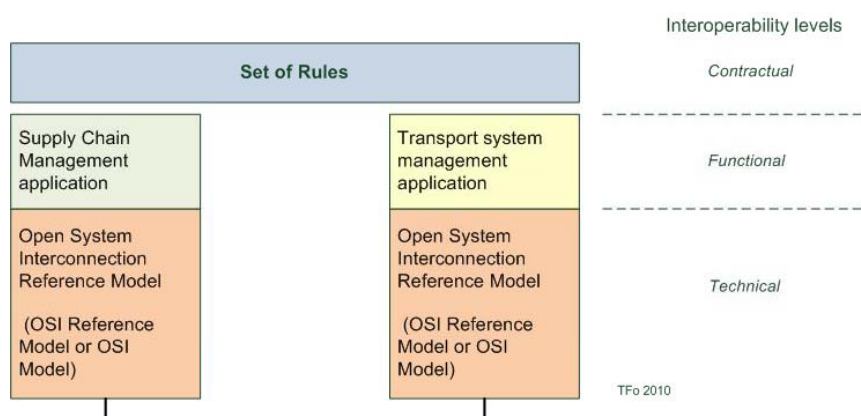 Interoperability levels
Set of Rules
Contractual
Supply Chain
Management
application
Transport system
management
application
Functional
Open System
Interconnection
Reference Model
(OSI Reference
Model or OSI
Model)
Open System
Interconnection
Reference Model
(OSI Reference
Model or OSI
Model)
Technical
TFo 2010